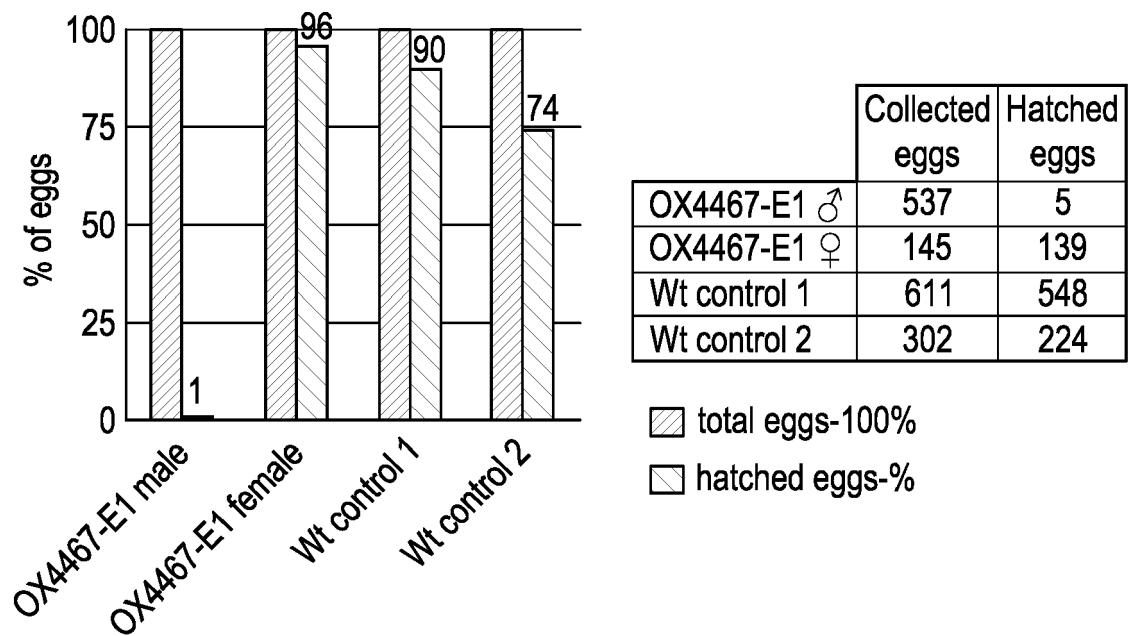 % of eggs
100
75
50
25
0
1
96
90
74
OX4467-E1 male
OX4467-E1 female
Wt control 1
Wt control 2
Collected eggs
Hatched eggs
OX4467-E1 ♂ 537 5
OX4467-E1 ♀ 145 139
Wt control 1 611 548
Wt control 2 302 224
total eggs-100%
hatched eggs-%